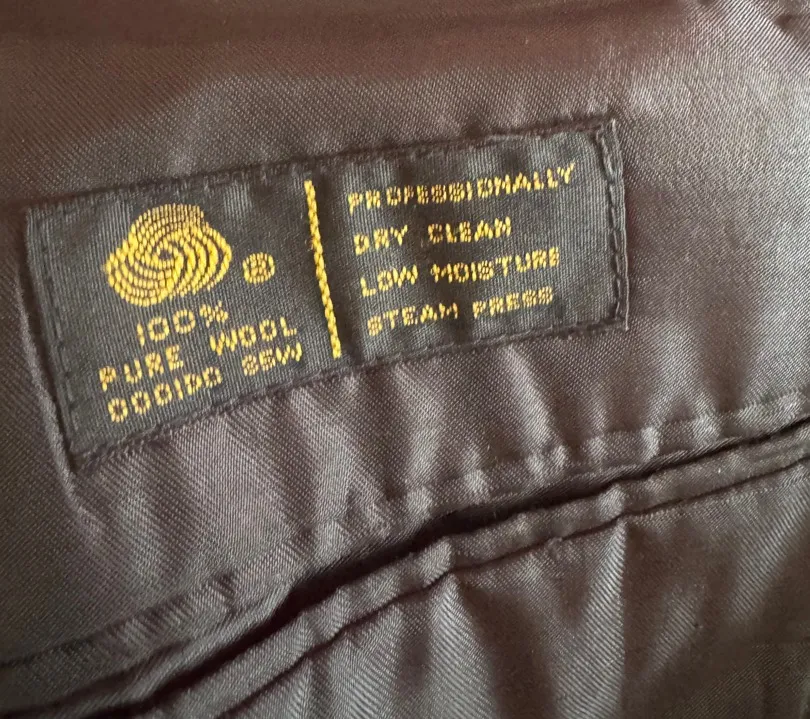 ®
100%
PURE WOOL
PROFESSIONALLY
DRY CLEAN
LOW MOISTURE
STEAM PRESS